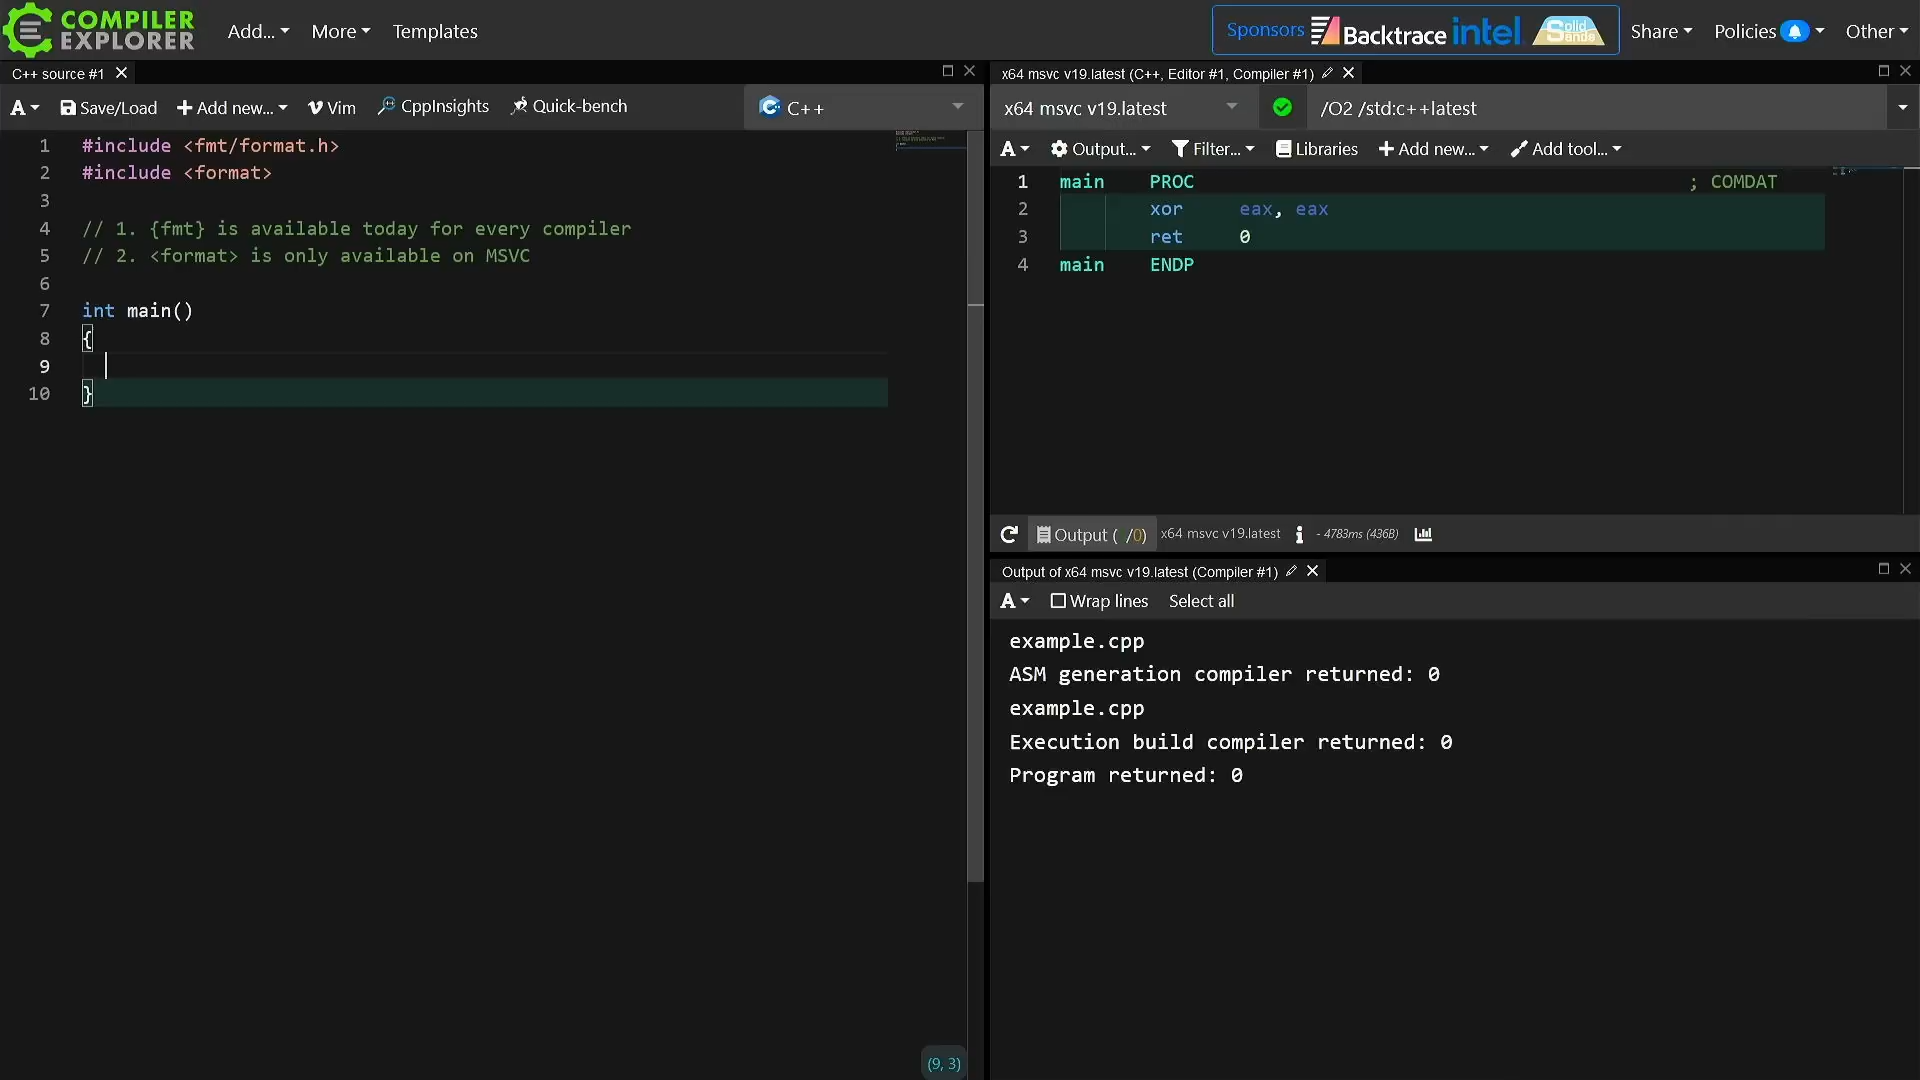 COMPILER EXPLORER
Add... More Templates Sponsors Backtrace intel Solid Sands Share Policies Other
C++ source #1
A Save/Load Add new... Vim CppInsights Quick-bench C++
1 #include <fmt/format.h>
2 #include <format>
3
4 // 1. {fmt} is available today for every compiler
5 // 2. <format> is only available on MSVC
6
7 int main()
8 {
9
10 }
(9, 3)
x64 msvc v19.latest (C++, Editor #1, Compiler #1)
x64 msvc v19.latest /O2 /std:c++latest
A Output... Filter... Libraries Add new... Add tool...
1 main PROC ; COMDAT
2 xor eax, eax
3 ret 0
4 main ENDP
Output ( /0) x64 msvc v19.latest i - 4783ms (436B)
Output of x64 msvc v19.latest (Compiler #1)
A Wrap lines Select all
example.cpp
ASM generation compiler returned: 0
example.cpp
Execution build compiler returned: 0
Program returned: 0